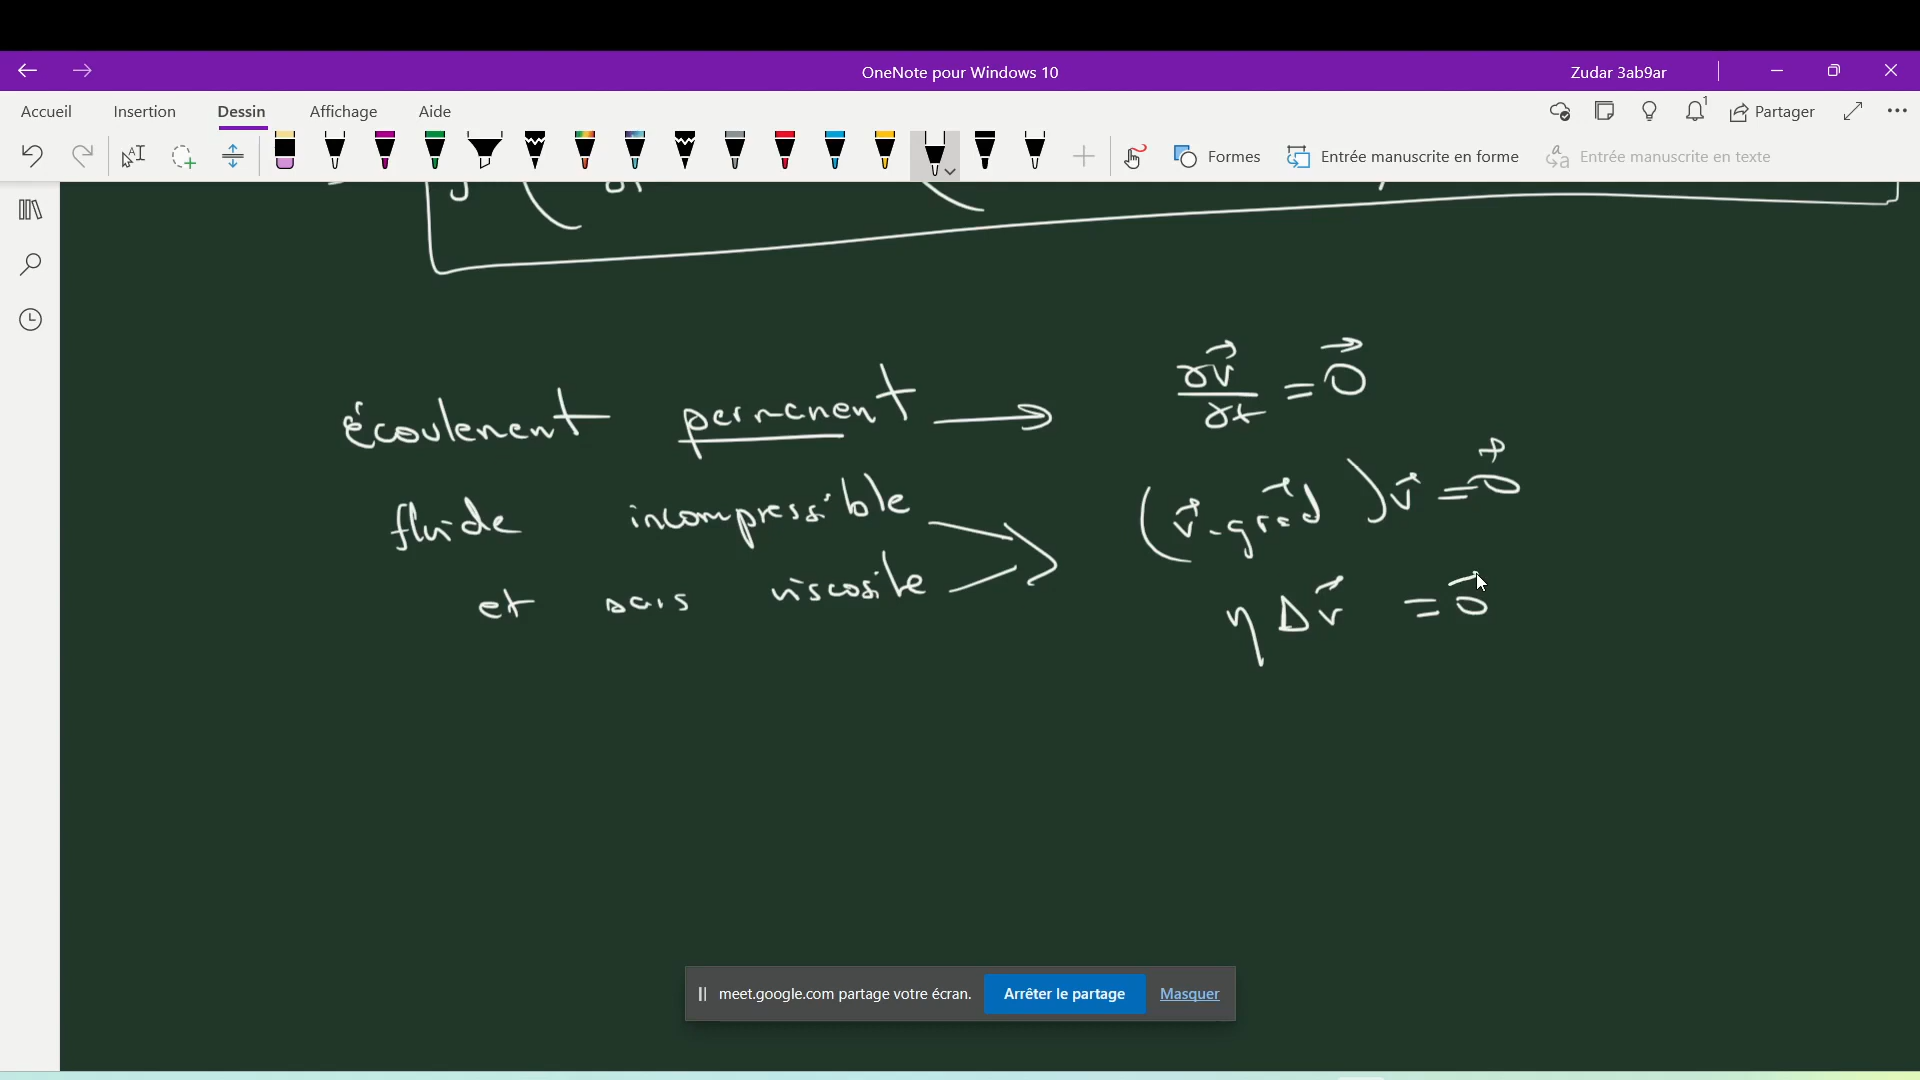 OneNote pour Windows 10
Zudar 3ab9ar
Accueil Insertion Dessin Affichage Aide
1
Partager
Formes Entrée manuscrite en forme Entrée manuscrite en texte
écoulement permanent → ∂v⃗/∂t = 0⃗
fluide incompressible (v⃗.grad⃗)v⃗ = 0⃗
et sans viscosité η Δv⃗ = 0⃗
meet.google.com partage votre écran. Arrêter le partage Masquer